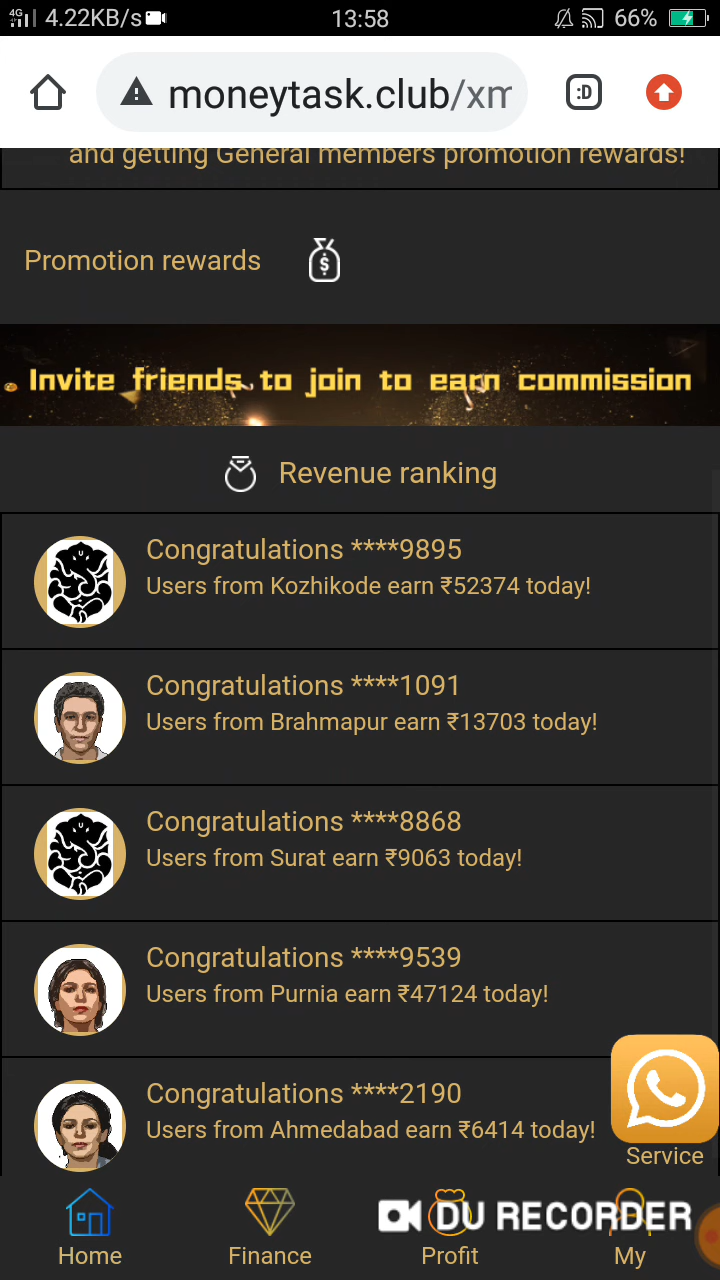 4G 4.22KB/s 13:58 66%
moneytask.club/xm
:D
and getting General members promotion rewards!
Promotion rewards
Invite friends to join to earn commission
Revenue ranking
Congratulations ****9895
Users from Kozhikode earn ₹52374 today!
Congratulations ****1091
Users from Brahmapur earn ₹13703 today!
Congratulations ****8868
Users from Surat earn ₹9063 today!
Congratulations ****9539
Users from Purnia earn ₹47124 today!
Congratulations ****2190
Users from Ahmedabad earn ₹6414 today!
Service
DU RECORDER
Home Finance Profit My